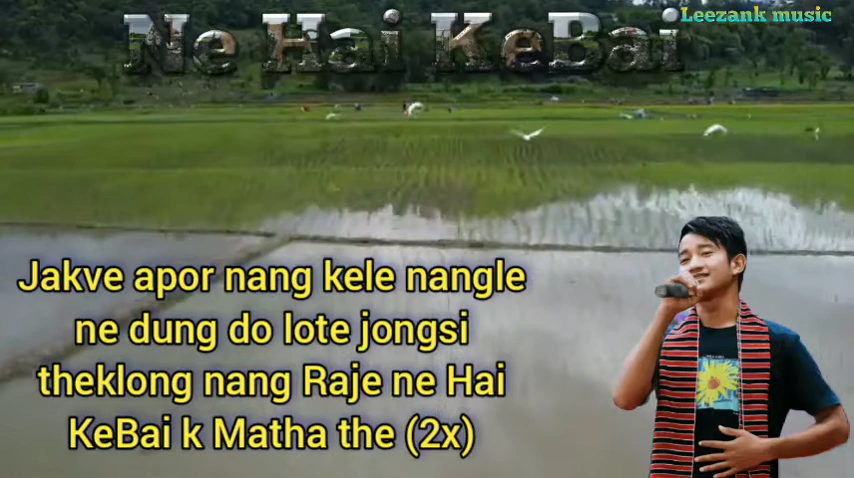 Leezank music
Ne Hai KeBai
Jakve apor nang kele nangle
ne dung do lote jongsi
theklong nang Raje ne Hai
KeBai k Matha the (2x)